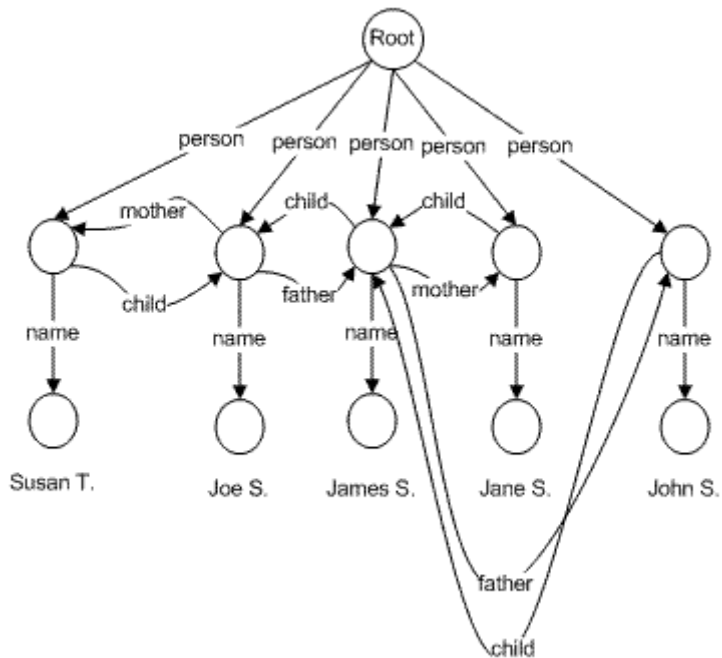 Root
person
person
person
person
person
mother
child
child
child
father
mother
name
name
name
name
name
Susan T.
Joe S.
James S.
Jane S.
John S.
father
child